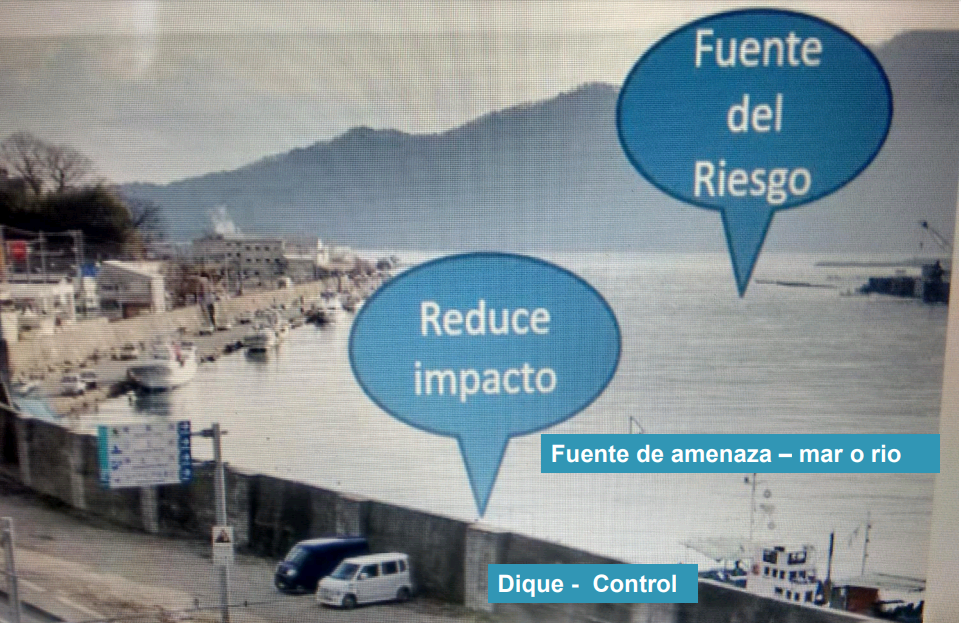 Fuente
del
Riesgo
Reduce
impacto
Fuente de amenaza – mar o rio
Dique - Control